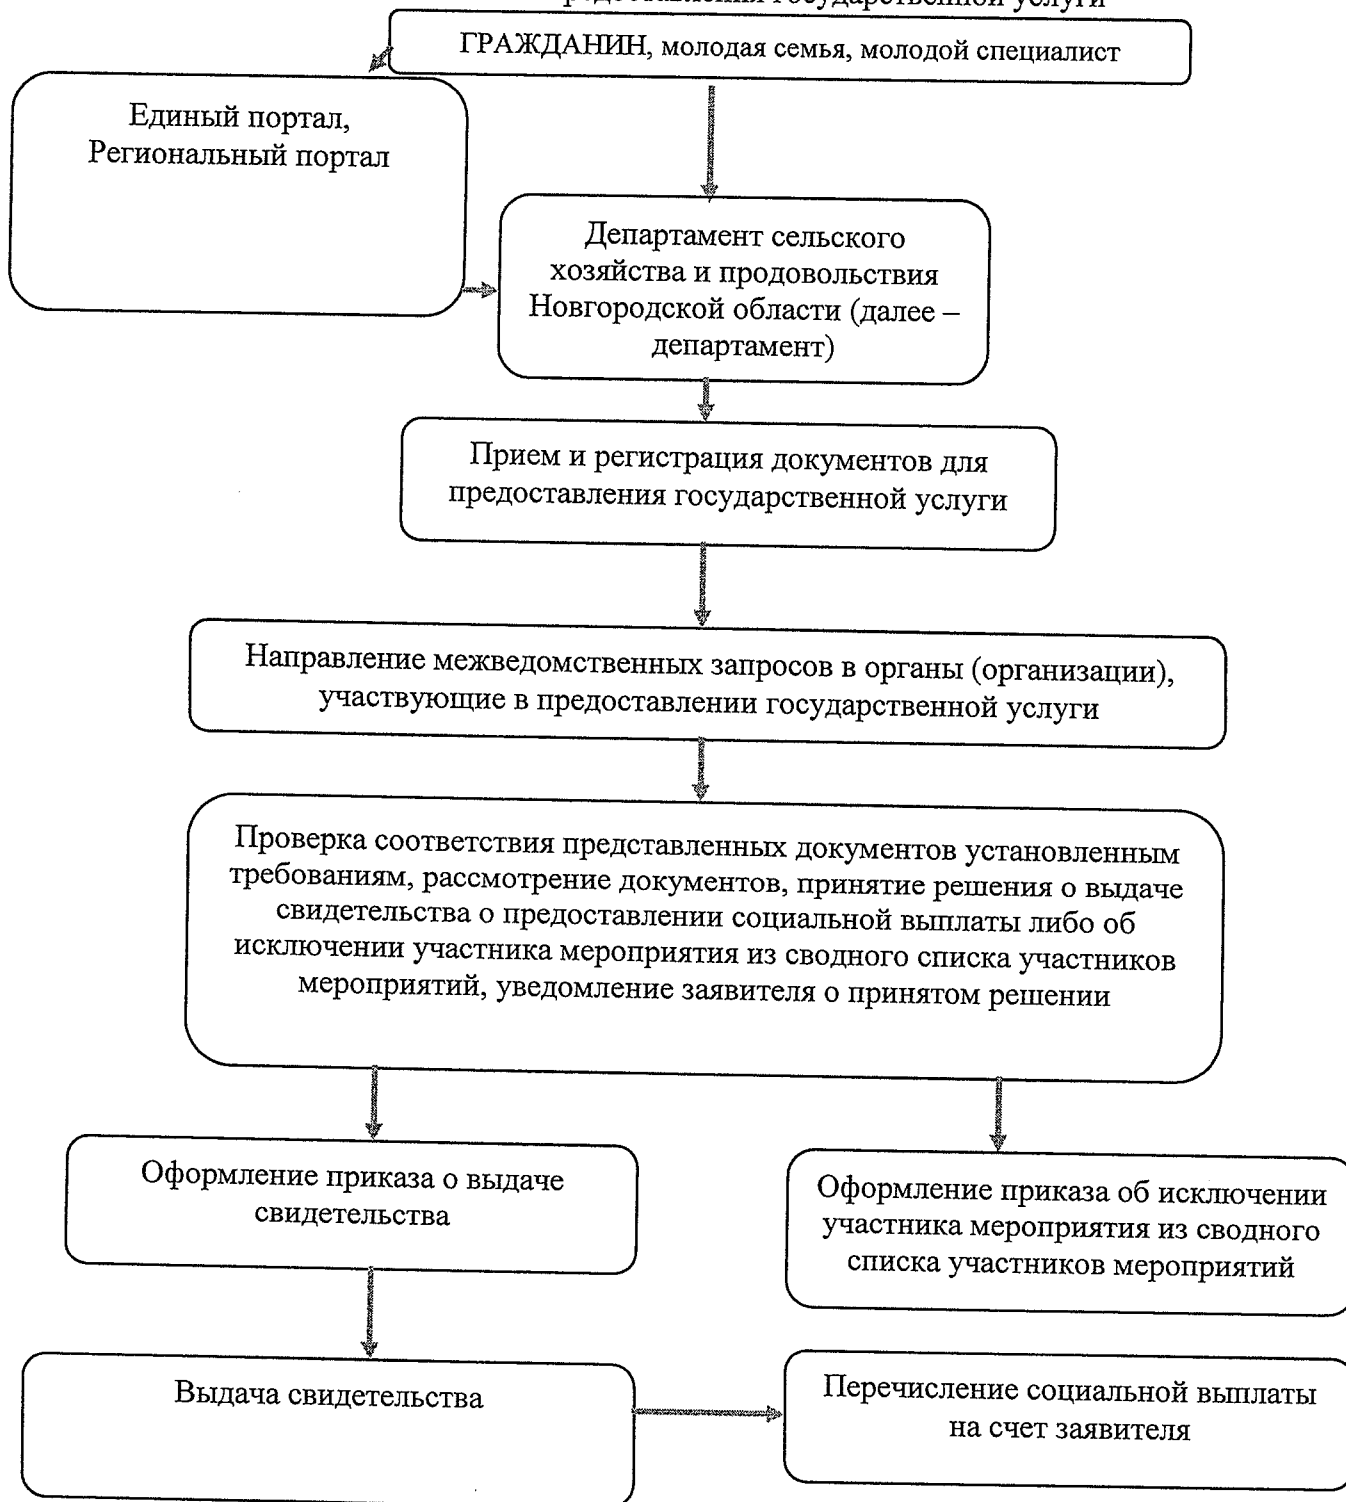 предоставления государственной услуги
ГРАЖДАНИН, молодая семья, молодой специалист
Единый портал,
Региональный портал
Департамент сельского
хозяйства и продовольствия
Новгородской области (далее –
департамент)
Прием и регистрация документов для
предоставления государственной услуги
Направление межведомственных запросов в органы (организации),
участвующие в предоставлении государственной услуги
Проверка соответствия представленных документов установленным
требованиям, рассмотрение документов, принятие решения о выдаче
свидетельства о предоставлении социальной выплаты либо об
исключении участника мероприятия из сводного списка участников
мероприятий, уведомление заявителя о принятом решении
Оформление приказа о выдаче
свидетельства
Оформление приказа об исключении
участника мероприятия из сводного
списка участников мероприятий
Выдача свидетельства
Перечисление социальной выплаты
на счет заявителя